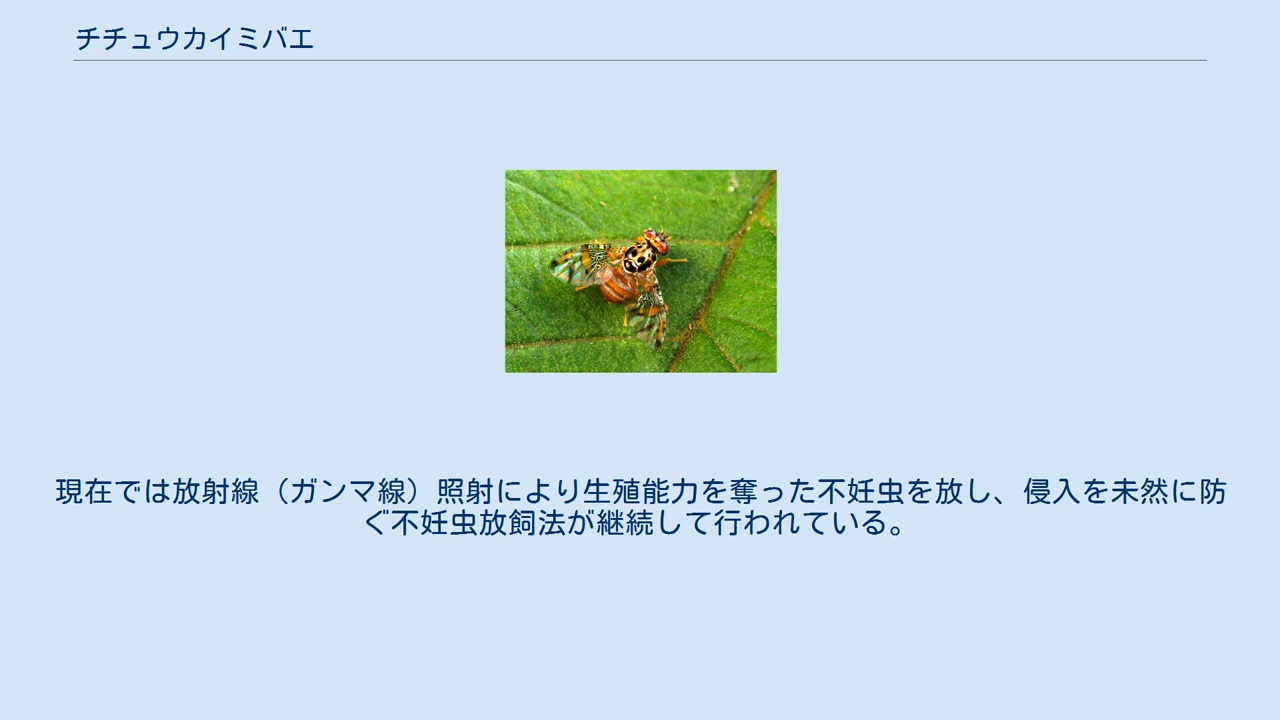 チチュウカイミバエ
現在では放射線（ガンマ線）照射により生殖能力を奪った不妊虫を放し、侵入を未然に防
ぐ不妊虫放飼法が継続して行われている。